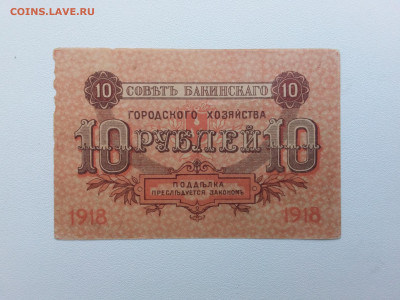 COINS.LAVE.RU
10 СОВѢТЪ БАКИНСКАГО 10
ГОРОДСКОГО ХОЗЯЙСТВА
10 РУБЛЕЙ 10
ПОДДѢЛКА
ПРЕСЛѢДУЕТСЯ ЗАКОНОМЪ
1918 1918